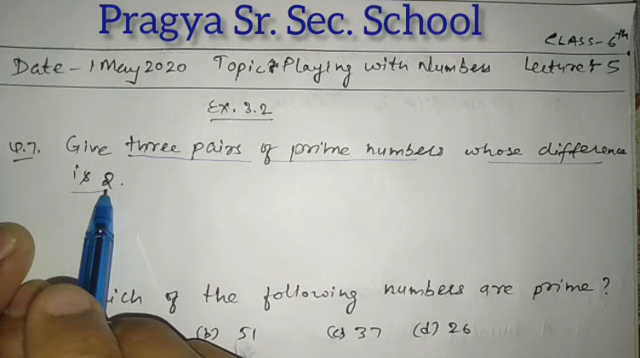 Pragya Sr. Sec. School
CLASS-6th
Date - 1 May 2020 Topic:- Playing with Numbers Lecture:- 5
Ex. 3.2
Q.7. Give three pairs of prime numbers whose difference
is 2.
ich of the following numbers are prime?
(b) 51 (c) 37 (d) 26